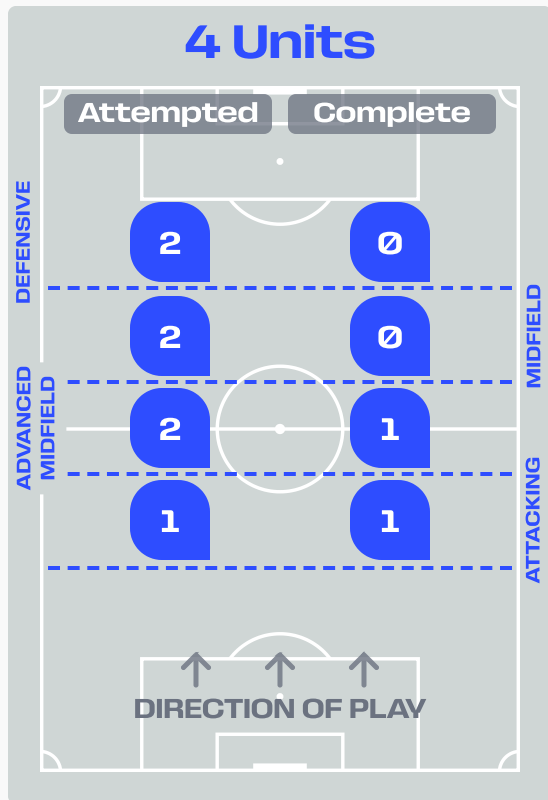 4 Units
Attempted Complete
DEFENSIVE
2 0
MIDFIELD
2 0
ADVANCED
MIDFIELD
2 1
ATTACKING
1 1
DIRECTION OF PLAY